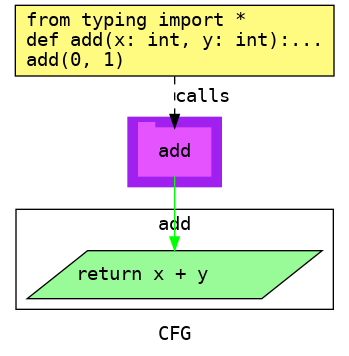 from typing import *
def add(x: int, y: int):...
add(0, 1)
calls
add
add
return x + y
CFG